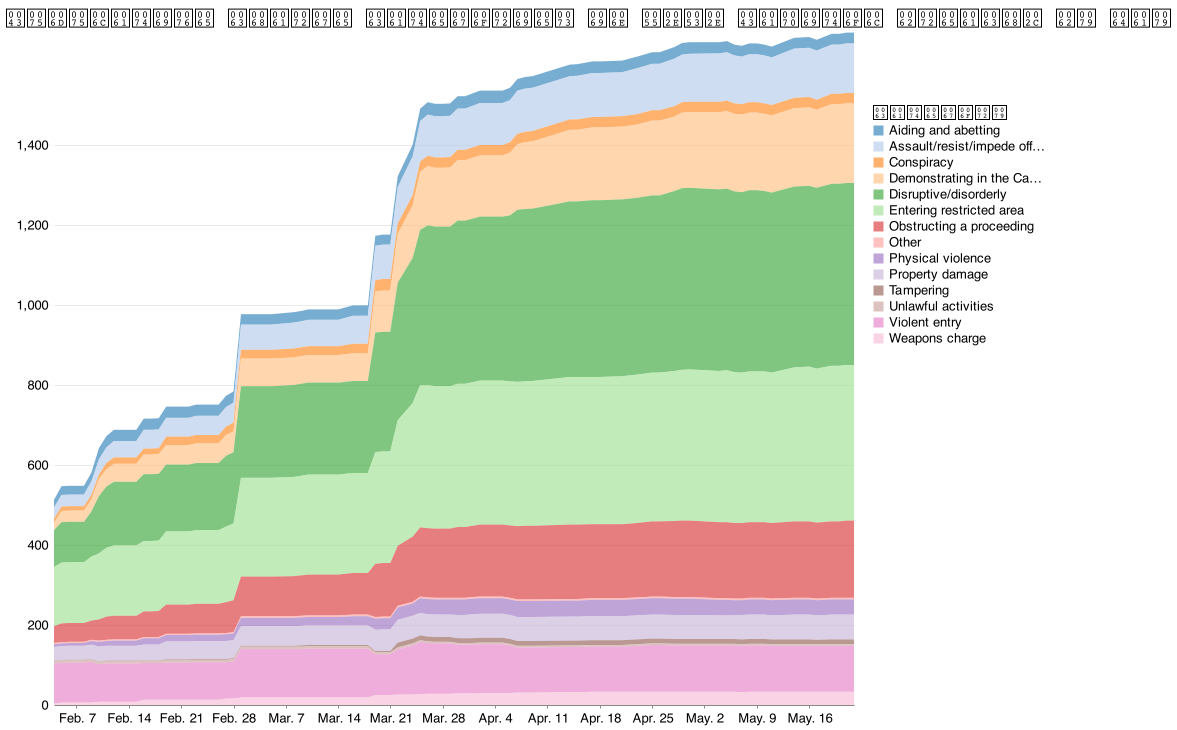 1,400
1,200
1,000
800
600
400
200
0
Feb. 7 Feb. 14 Feb. 21 Feb. 28 Mar. 7 Mar. 14 Mar. 21 Mar. 28 Apr. 4 Apr. 11 Apr. 18 Apr. 25 May. 2 May. 9 May. 16
Aiding and abetting
Assault/resist/impede off…
Conspiracy
Demonstrating in the Ca…
Disruptive/disorderly
Entering restricted area
Obstructing a proceeding
Other
Physical violence
Property damage
Tampering
Unlawful activities
Violent entry
Weapons charge